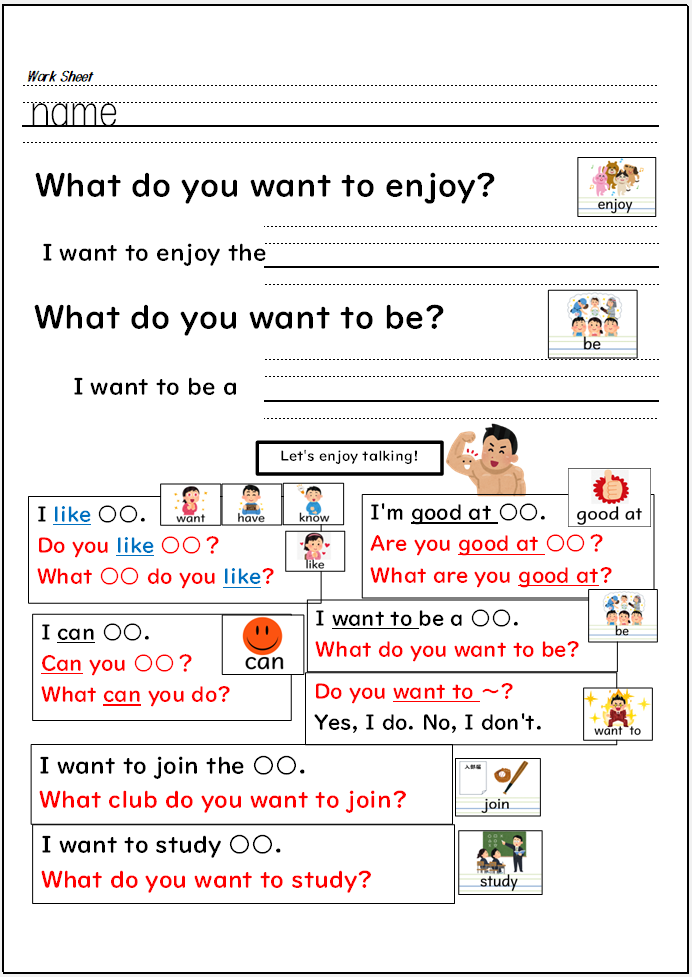 Work Sheet
name
What do you want to enjoy?
enjoy
I want to enjoy the
What do you want to be?
be
I want to be a
Let's enjoy talking!
want
have
know
like
I like ○○.
Do you like ○○?
What ○○ do you like?
good at
I'm good at ○○.
Are you good at ○○?
What are you good at?
I can ○○.
Can you ○○?
What can you do?
can
I want to be a ○○.
What do you want to be?
be
Do you want to ～?
Yes, I do. No, I don't.
want to
I want to join the ○○.
What club do you want to join?
入部届
join
I want to study ○○.
What do you want to study?
study